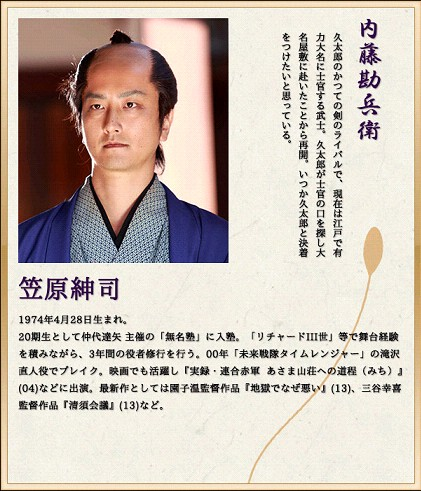 内藤勘兵衛
久太郎のかつての剣のライバルで、現在は江戸で有
力大名に士官する武士。久太郎が士官の口を探し大
名屋敷に赴いたことから再開。いつか久太郎と決着
をつけたいと思っている。
笠原紳司
1974年4月28日生まれ。
20期生として仲代達矢 主催の「無名塾」に入塾。「リチャードIII世」等で舞台経験
を積みながら、3年間の役者修行を行う。00年「未来戦隊タイムレンジャー」の滝沢
直人役でブレイク。映画でも活躍し『実録・連合赤軍 あさま山荘への道程（みち）』
(04)などに出演。最新作としては園子温監督作品『地獄でなぜ悪い』(13)、三谷幸喜
監督作品『清須会議』(13)など。